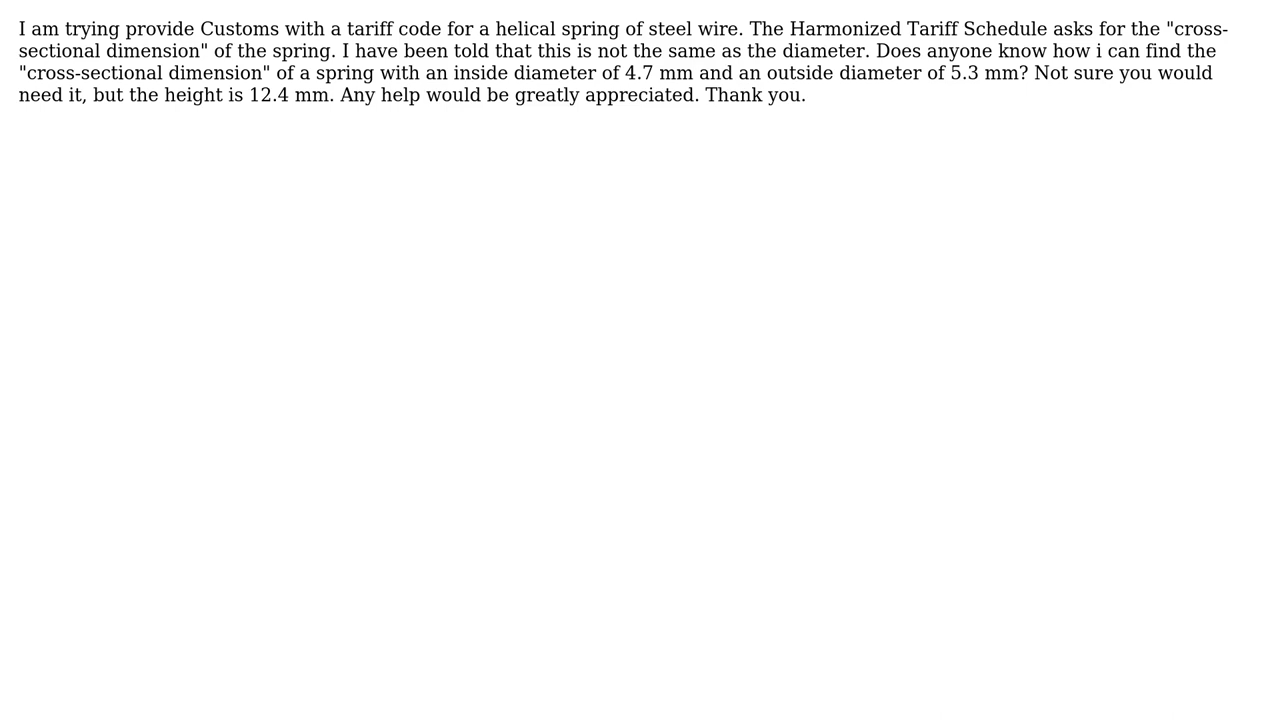 I am trying provide Customs with a tariff code for a helical spring of steel wire. The Harmonized Tariff Schedule asks for the "cross-
sectional dimension" of the spring. I have been told that this is not the same as the diameter. Does anyone know how i can find the
"cross-sectional dimension" of a spring with an inside diameter of 4.7 mm and an outside diameter of 5.3 mm? Not sure you would
need it, but the height is 12.4 mm. Any help would be greatly appreciated. Thank you.